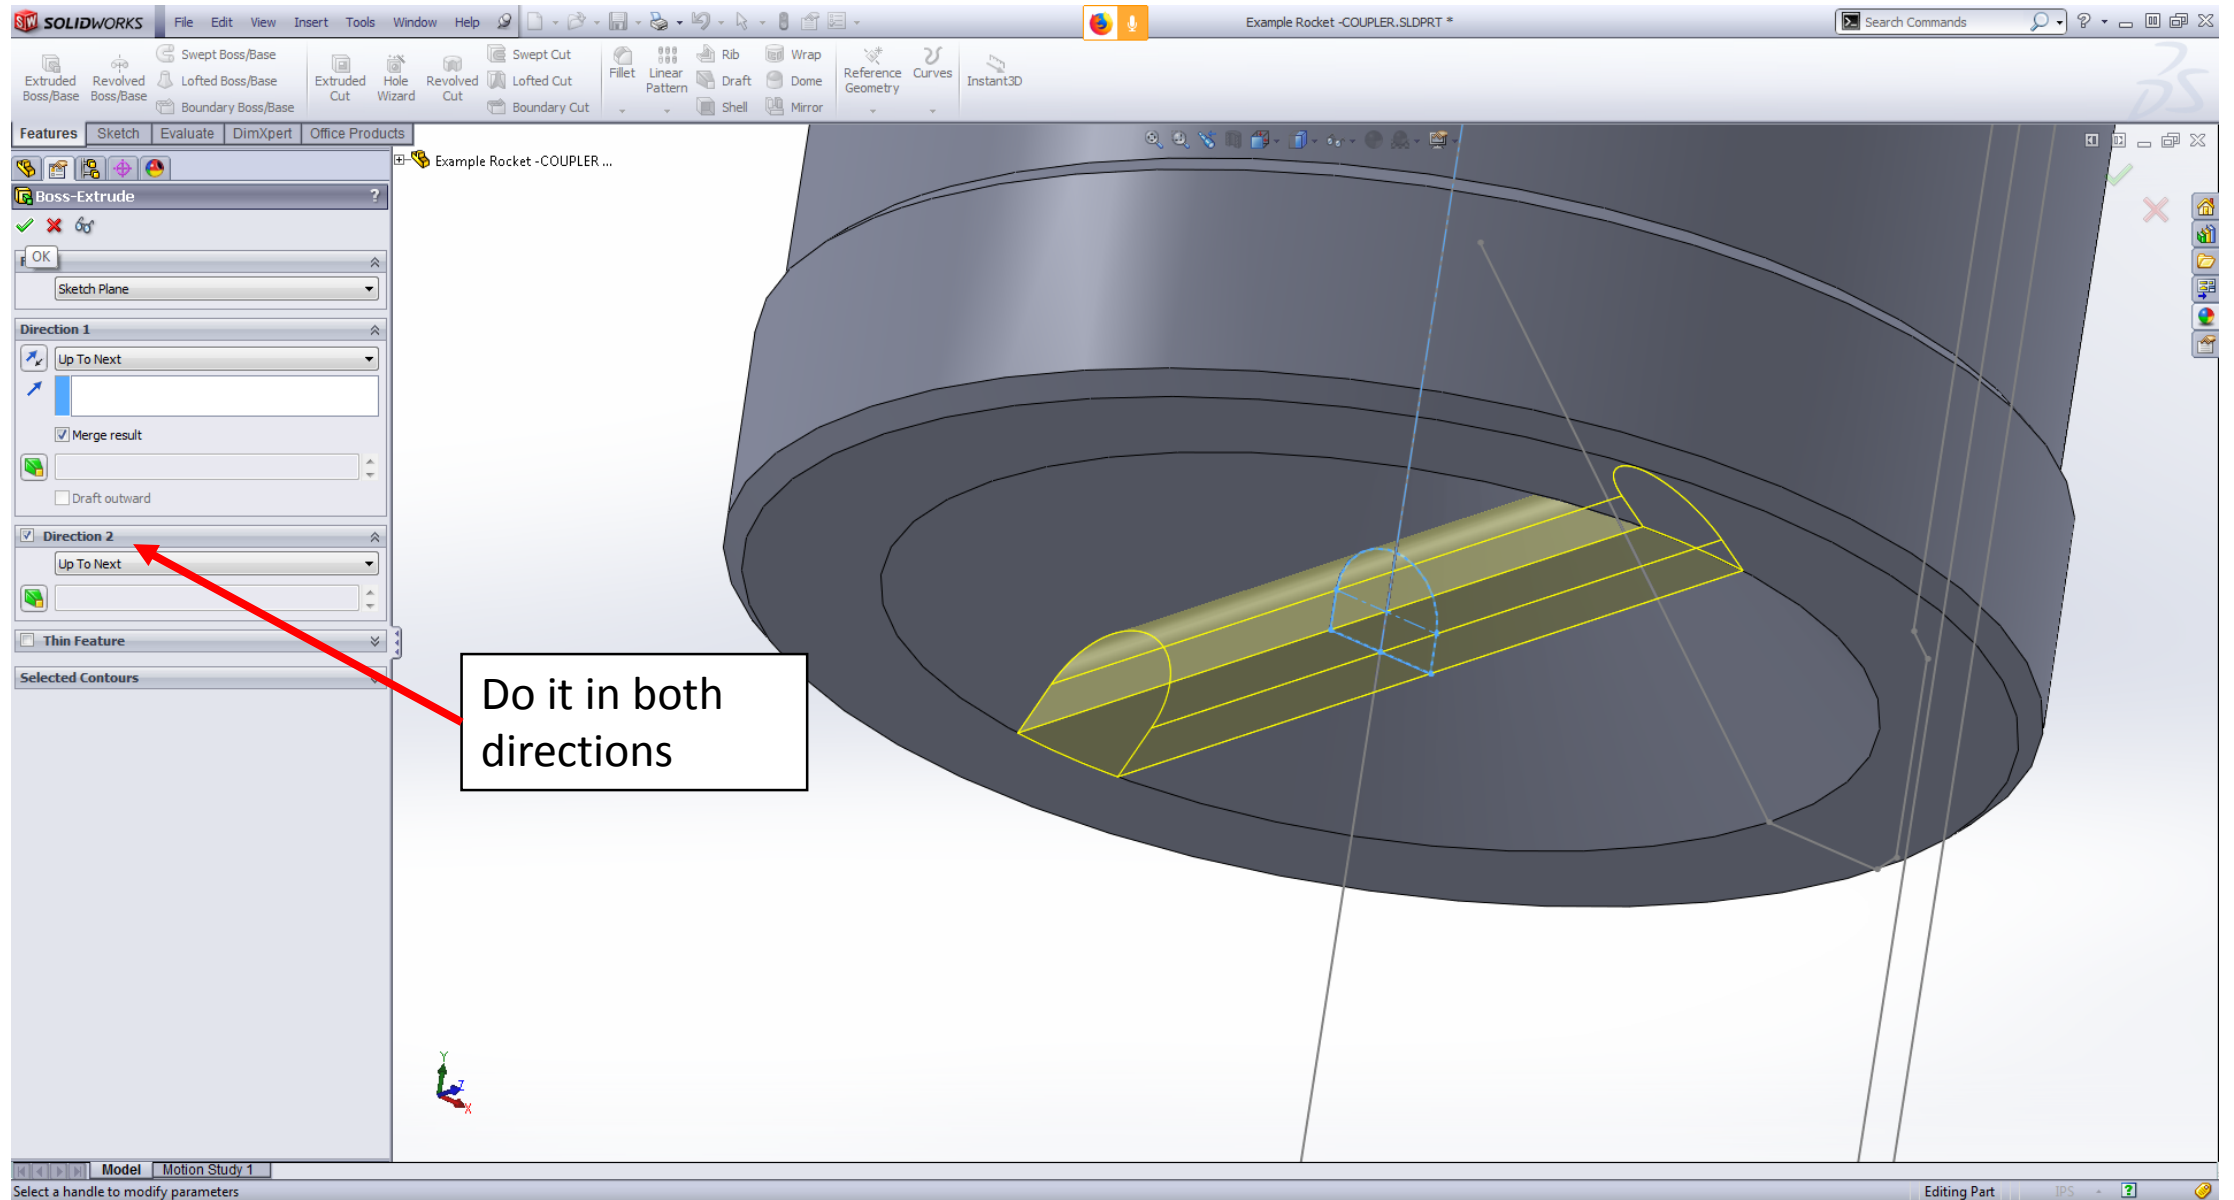 SOLIDWORKS File Edit View Insert Tools Window Help Example Rocket -COUPLER.SLDPRT * Search Commands
Extruded Boss/Base
Revolved Boss/Base
Swept Boss/Base
Lofted Boss/Base
Boundary Boss/Base
Extruded Cut
Hole Wizard
Revolved Cut
Swept Cut
Lofted Cut
Boundary Cut
Fillet
Linear Pattern
Rib
Draft
Shell
Wrap
Dome
Mirror
Reference Geometry
Curves
Instant3D
Features Sketch Evaluate DimXpert Office Products
Example Rocket -COUPLER ...
Boss-Extrude ?
OK
Sketch Plane
Direction 1
Up To Next
Merge result
Draft outward
Direction 2
Up To Next
Thin Feature
Selected Contours
Do it in both
directions
Y
Z
X
Model Motion Study 1
Select a handle to modify parameters Editing Part IPS